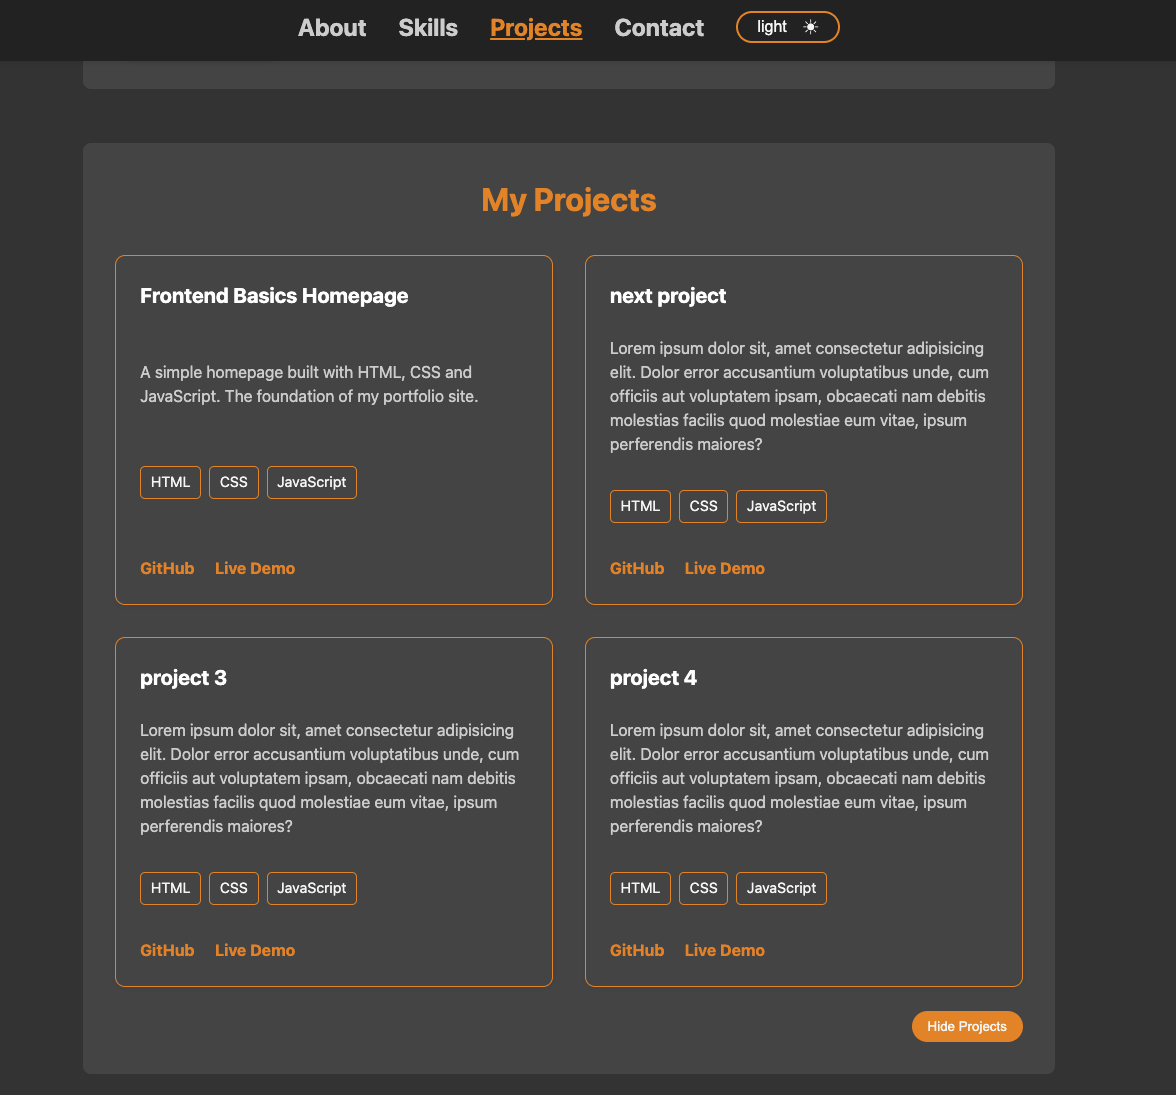 About Skills Projects Contact light
My Projects
Frontend Basics Homepage
A simple homepage built with HTML, CSS and
JavaScript. The foundation of my portfolio site.
HTML CSS JavaScript
GitHub Live Demo
next project
Lorem ipsum dolor sit, amet consectetur adipisicing
elit. Dolor error accusantium voluptatibus unde, cum
officiis aut voluptatem ipsam, obcaecati nam debitis
molestias facilis quod molestiae eum vitae, ipsum
perferendis maiores?
HTML CSS JavaScript
GitHub Live Demo
project 3
Lorem ipsum dolor sit, amet consectetur adipisicing
elit. Dolor error accusantium voluptatibus unde, cum
officiis aut voluptatem ipsam, obcaecati nam debitis
molestias facilis quod molestiae eum vitae, ipsum
perferendis maiores?
HTML CSS JavaScript
GitHub Live Demo
project 4
Lorem ipsum dolor sit, amet consectetur adipisicing
elit. Dolor error accusantium voluptatibus unde, cum
officiis aut voluptatem ipsam, obcaecati nam debitis
molestias facilis quod molestiae eum vitae, ipsum
perferendis maiores?
HTML CSS JavaScript
GitHub Live Demo
Hide Projects